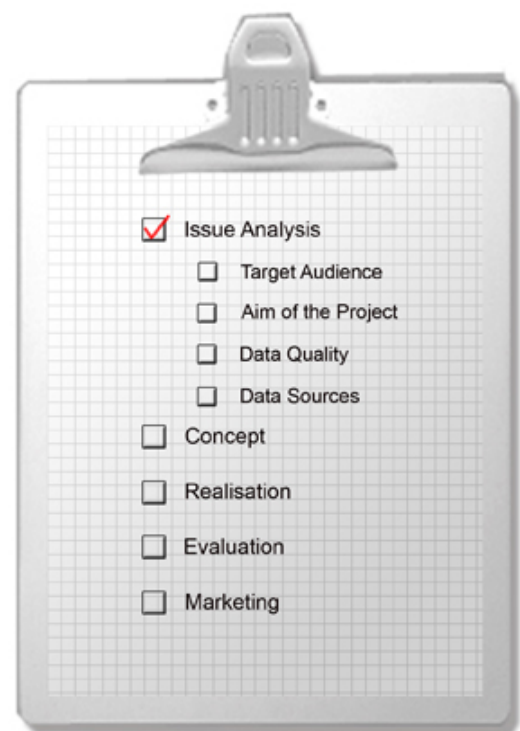 Issue Analysis
Target Audience
Aim of the Project
Data Quality
Data Sources
Concept
Realisation
Evaluation
Marketing